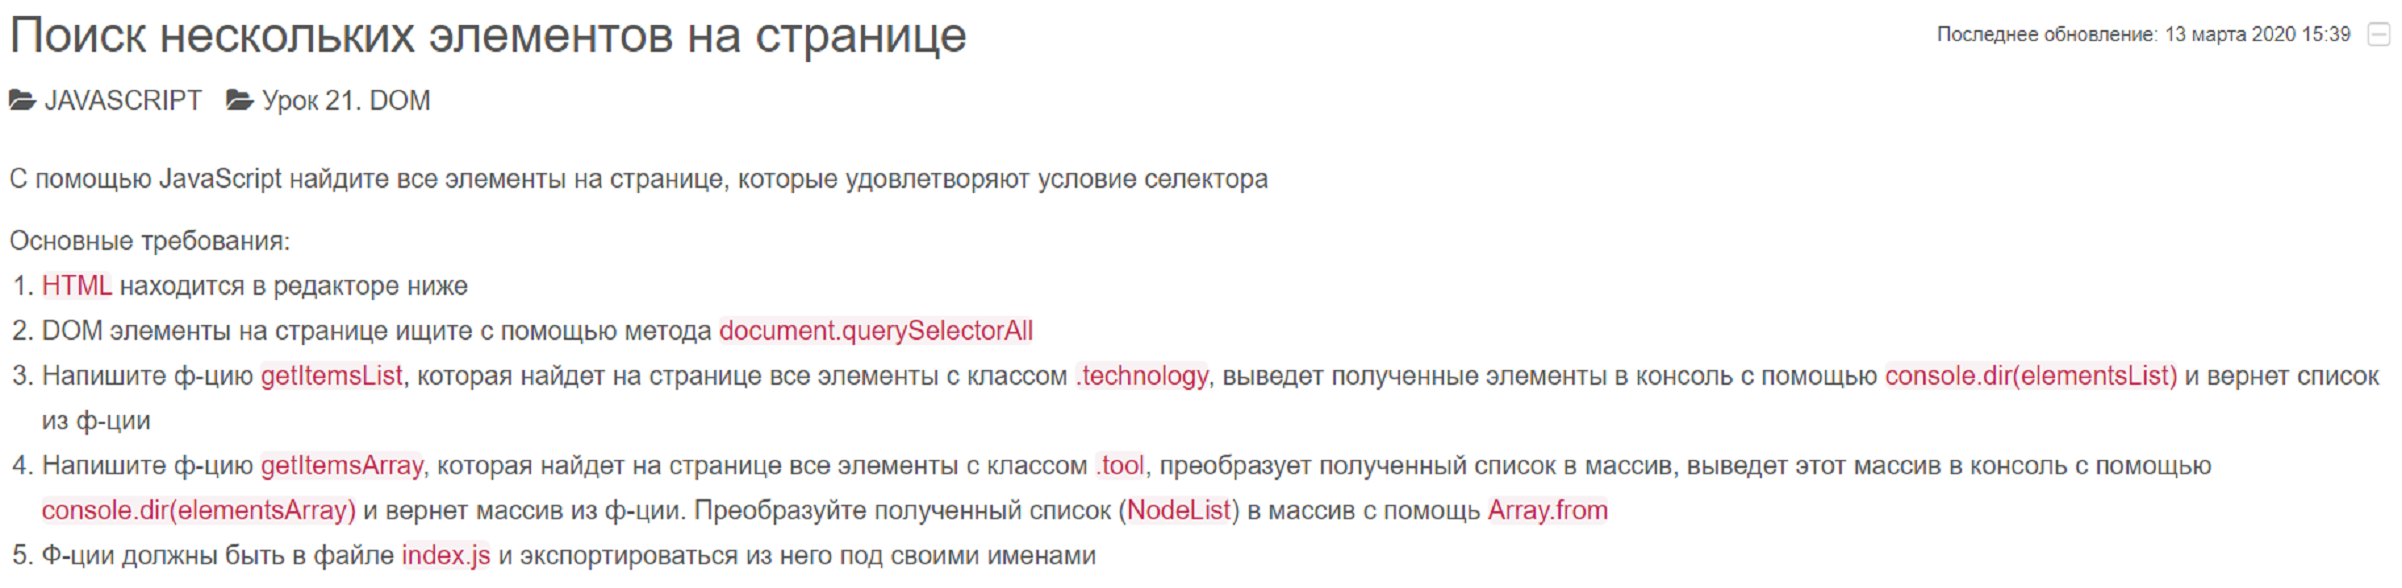 Поиск нескольких элементов на странице
Последнее обновление: 13 марта 2020 15:39
JAVASCRIPT Урок 21. DOM
С помощью JavaScript найдите все элементы на странице, которые удовлетворяют условие селектора
Основные требования:
1. HTML находится в редакторе ниже
2. DOM элементы на странице ищите с помощью метода document.querySelectorAll
3. Напишите ф-цию getItemsList, которая найдет на странице все элементы с классом .technology, выведет полученные элементы в консоль с помощью console.dir(elementsList) и вернет список
из ф-ции
4. Напишите ф-цию getItemsArray, которая найдет на странице все элементы с классом .tool, преобразует полученный список в массив, выведет этот массив в консоль с помощью
console.dir(elementsArray) и вернет массив из ф-ции. Преобразуйте полученный список (NodeList) в массив с помощь Array.from
5. Ф-ции должны быть в файле index.js и экспортироваться из него под своими именами